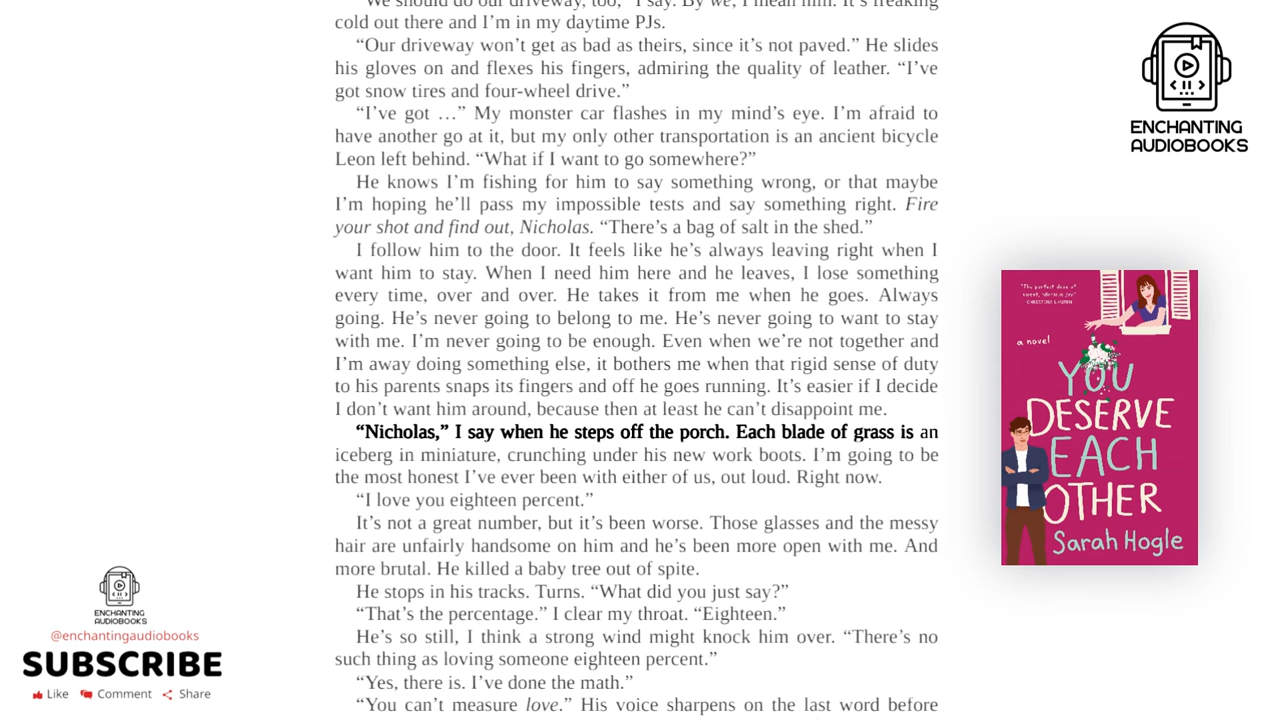 "We should do our driveway, too," I say. By we, I mean him. It's freaking
cold out there and I'm in my daytime PJs.
"Our driveway won't get as bad as theirs, since it's not paved." He slides
his gloves on and flexes his fingers, admiring the quality of leather. "I've
got snow tires and four-wheel drive."
"I've got …" My monster car flashes in my mind's eye. I'm afraid to
have another go at it, but my only other transportation is an ancient bicycle
Leon left behind. "What if I want to go somewhere?"
He knows I'm fishing for him to say something wrong, or that maybe
I'm hoping he'll pass my impossible tests and say something right. Fire
your shot and find out, Nicholas. "There's a bag of salt in the shed."
I follow him to the door. It feels like he's always leaving right when I
want him to stay. When I need him here and he leaves, I lose something
every time, over and over. He takes it from me when he goes. Always
going. He's never going to belong to me. He's never going to want to stay
with me. I'm never going to be enough. Even when we're not together and
I'm away doing something else, it bothers me when that rigid sense of duty
to his parents snaps its fingers and off he goes running. It's easier if I decide
I don't want him around, because then at least he can't disappoint me.
"Nicholas," I say when he steps off the porch. Each blade of grass is an
iceberg in miniature, crunching under his new work boots. I'm going to be
the most honest I've ever been with either of us, out loud. Right now.
"I love you eighteen percent."
It's not a great number, but it's been worse. Those glasses and the messy
hair are unfairly handsome on him and he's been more open with me. And
more brutal. He killed a baby tree out of spite.
He stops in his tracks. Turns. "What did you just say?"
"That's the percentage." I clear my throat. "Eighteen."
He's so still, I think a strong wind might knock him over. "There's no
such thing as loving someone eighteen percent."
"Yes, there is. I've done the math."
"You can't measure love." His voice sharpens on the last word before
ENCHANTING
AUDIOBOOKS
CHRISTINA LAUREN
a novel
YOU
DESERVE
EACH
OTHER
Sarah Hogle
ENCHANTING
AUDIOBOOKS
@enchantingaudiobooks
SUBSCRIBE
Like Comment Share